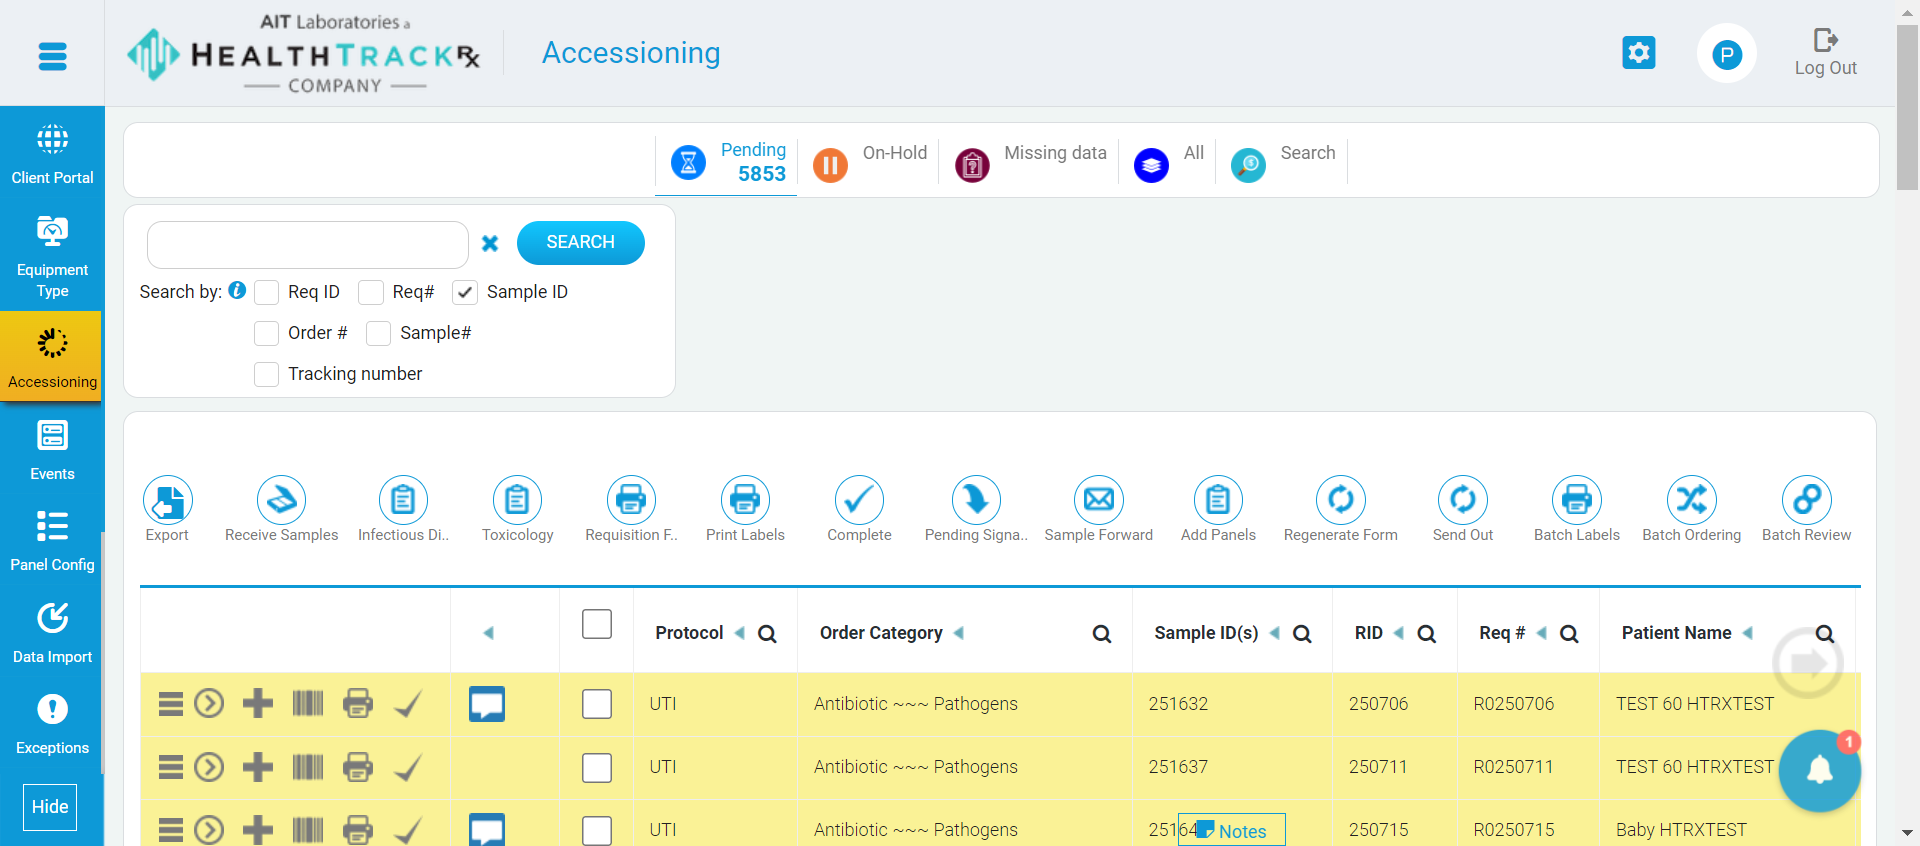 AIT Laboratories a
HEALTHTRACKRx
COMPANY
Accessioning
P
Log Out
Client Portal
Equipment
Type
Accessioning
Events
Panel Config
Data Import
Exceptions
Hide
Pending
5853
On-Hold
Missing data
All
Search
SEARCH
Search by:
Req ID
Req#
Sample ID
Order #
Sample#
Tracking number
Export
Receive Samples
Infectious Di..
Toxicology
Requisition F..
Print Labels
Complete
Pending Signa..
Sample Forward
Add Panels
Regenerate Form
Send Out
Batch Labels
Batch Ordering
Batch Review
Protocol Order Category Sample ID(s) RID Req # Patient Name
UTI Antibiotic ~~~ Pathogens 251632 250706 R0250706 TEST 60 HTRXTEST
UTI Antibiotic ~~~ Pathogens 251637 250711 R0250711 TEST 60 HTRXTEST
1
UTI Antibiotic ~~~ Pathogens 25164 250715 R0250715 Baby HTRXTEST
Notes